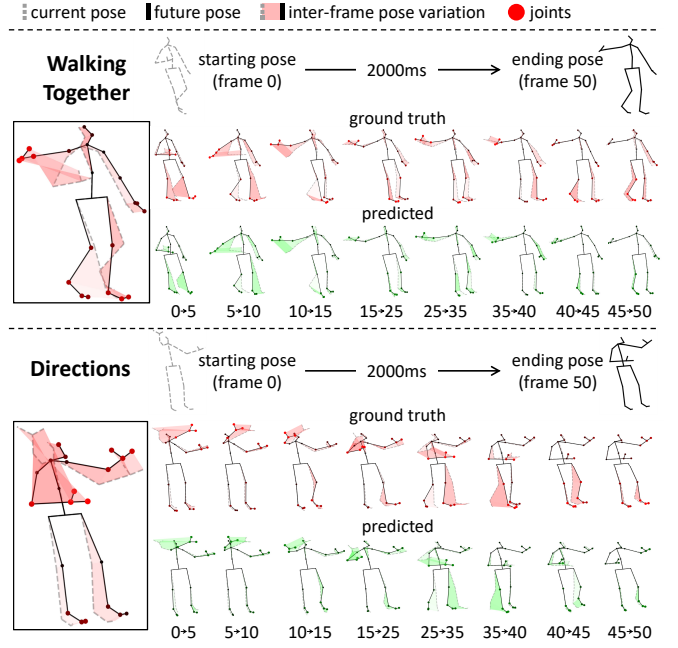 current pose future pose inter-frame pose variation joints
Walking
Together
starting pose
(frame 0)
2000ms
ending pose
(frame 50)
ground truth
predicted
0→5 5→10 10→15 15→25 25→35 35→40 40→45 45→50
Directions
starting pose
(frame 0)
2000ms
ending pose
(frame 50)
ground truth
predicted
0→5 5→10 10→15 15→25 25→35 35→40 40→45 45→50